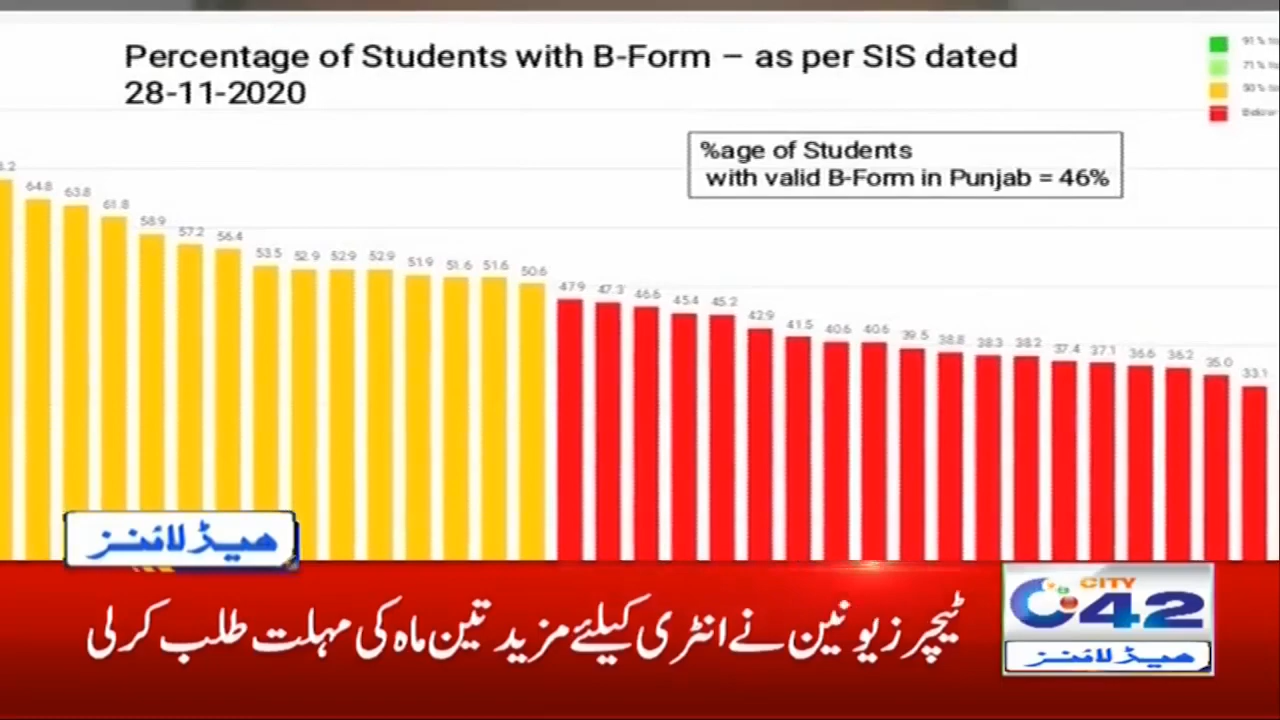 Percentage of Students with B-Form – as per SIS dated
28-11-2020
%age of Students
with valid B-Form in Punjab = 46%
64.8 63.8 61.8 58.9 57.2 56.4 53.5 52.9 52.9 52.9 51.9 51.6 51.6 50.6 47.9 47.3 46.6 45.4 45.2 42.9 41.5 40.6 40.6 39.5 38.8 38.3 38.2 37.4 37.1 36.6 36.2 35.0 33.1
ہیڈلائنز
ٹیچرز یونین نے انٹری کیلئے مزید تین ماہ کی مہلت طلب کرلی
CITY
42
ہیڈلائنز